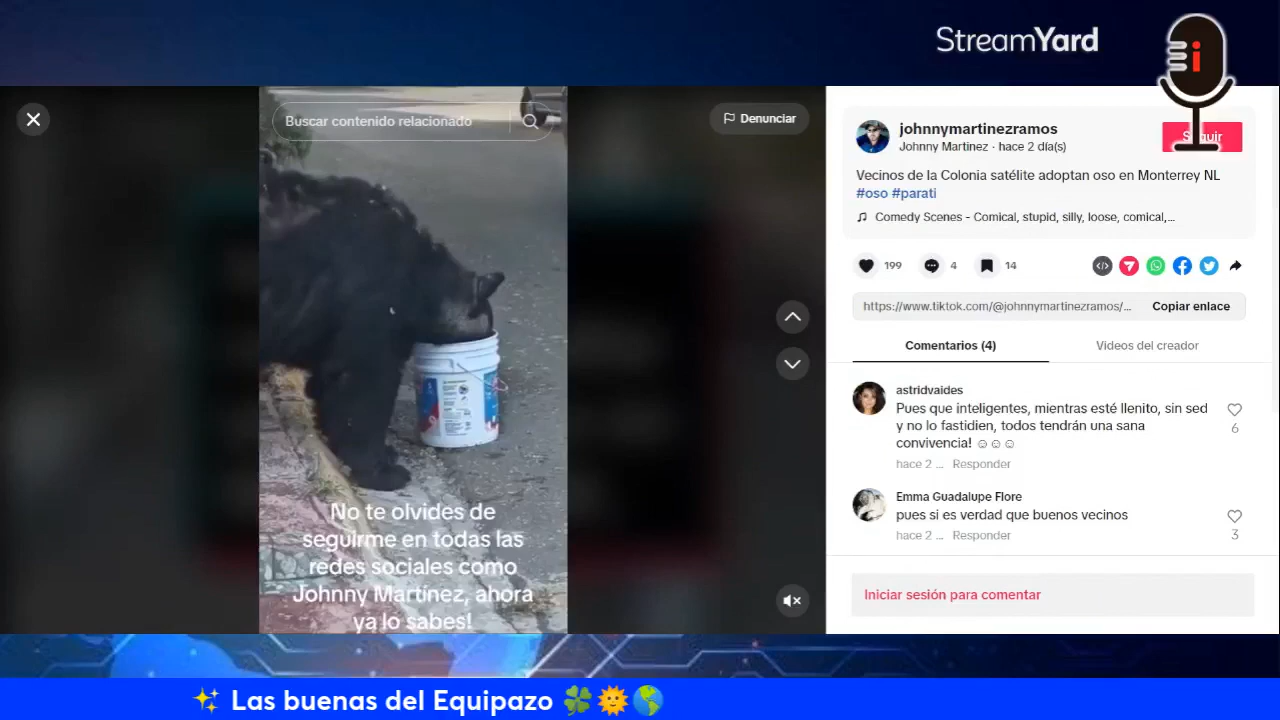 StreamYard
i
Buscar contenido relacionado
Denunciar
johnnymartinezramos
Johnny Martinez · hace 2 día(s)
Vecinos de la Colonia satélite adoptan oso en Monterrey NL
#oso #parati
Comedy Scenes - Comical, stupid, silly, loose, comical,...
199
4
14
https://www.tiktok.com/@johnnymartinezramos/...
Copiar enlace
Comentarios (4)
Videos del creador
astridvaides
Pues que inteligentes, mientras esté llenito, sin sed
y no lo fastidien, todos tendrán una sana
convivencia! ☺☺☺
6
hace 2 ... Responder
Emma Guadalupe Flore
pues si es verdad que buenos vecinos
3
hace 2 ... Responder
Iniciar sesión para comentar
No te olvides de
seguirme en todas las
redes sociales como
Johnny Martínez, ahora
ya lo sabes!
✨ Las buenas del Equipazo 🍀🌞🌎